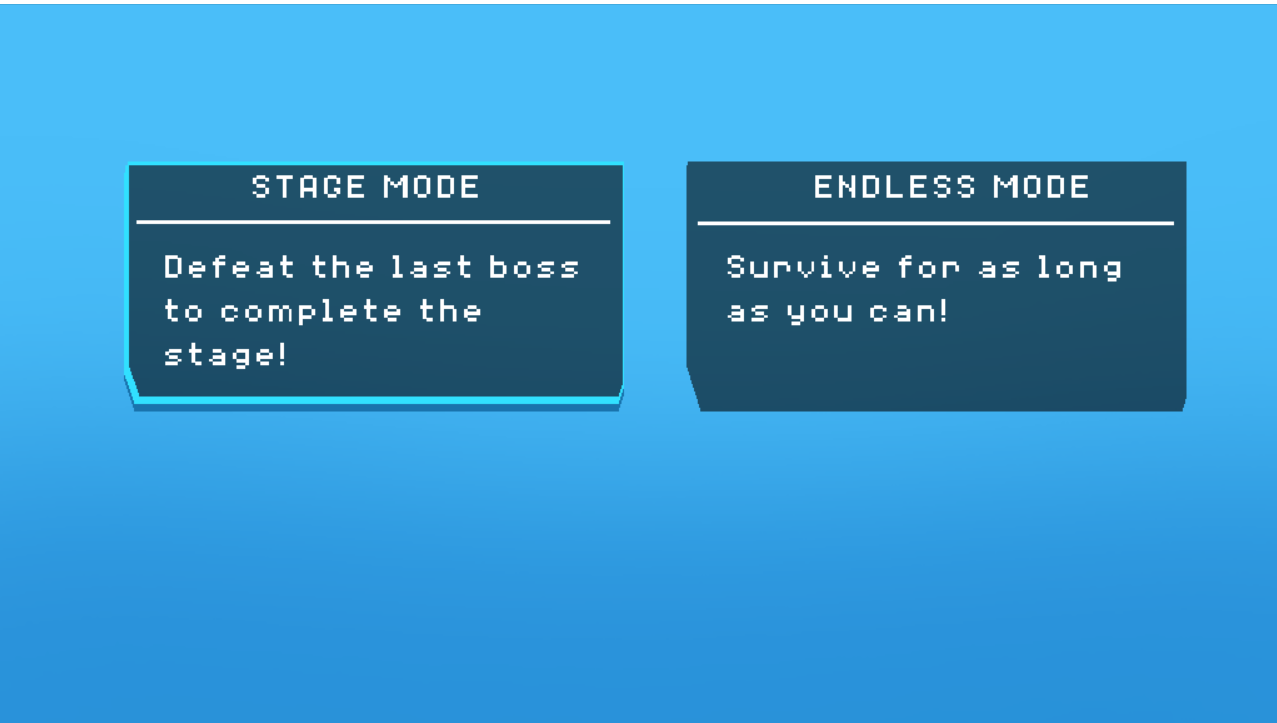 STAGE MODE
Defeat the last boss
to complete the
stage!
ENDLESS MODE
Survive for as long
as you can!